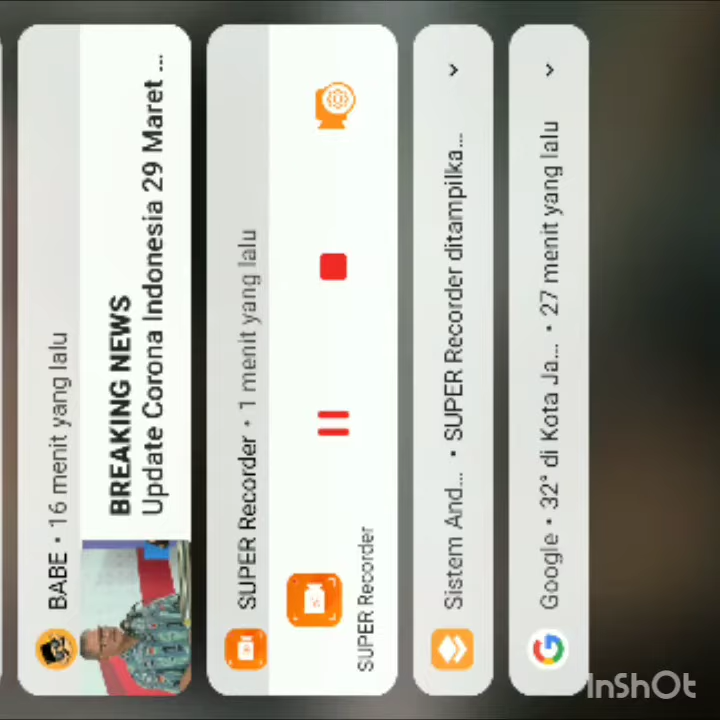 BABE • 16 menit yang lalu
BREAKING NEWS
Update Corona Indonesia 29 Maret ...
SUPER Recorder • 1 menit yang lalu
SUPER Recorder
Sistem And... • SUPER Recorder ditampilka...
Google • 32° di Kota Ja... • 27 menit yang lalu
InShOt